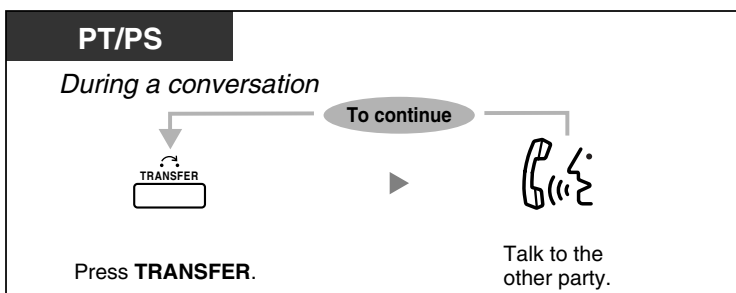 PT/PS
During a conversation
To continue
TRANSFER
Press TRANSFER.
Talk to the
other party.